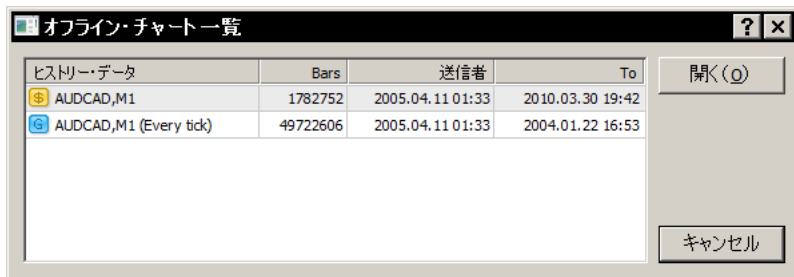 オフライン・チャート一覧
ヒストリー・データ Bars 送信者 To
AUDCAD,M1 1782752 2005.04.11 01:33 2010.03.30 19:42
AUDCAD,M1 (Every tick) 49722606 2005.04.11 01:33 2004.01.22 16:53
開く(o)
キャンセル